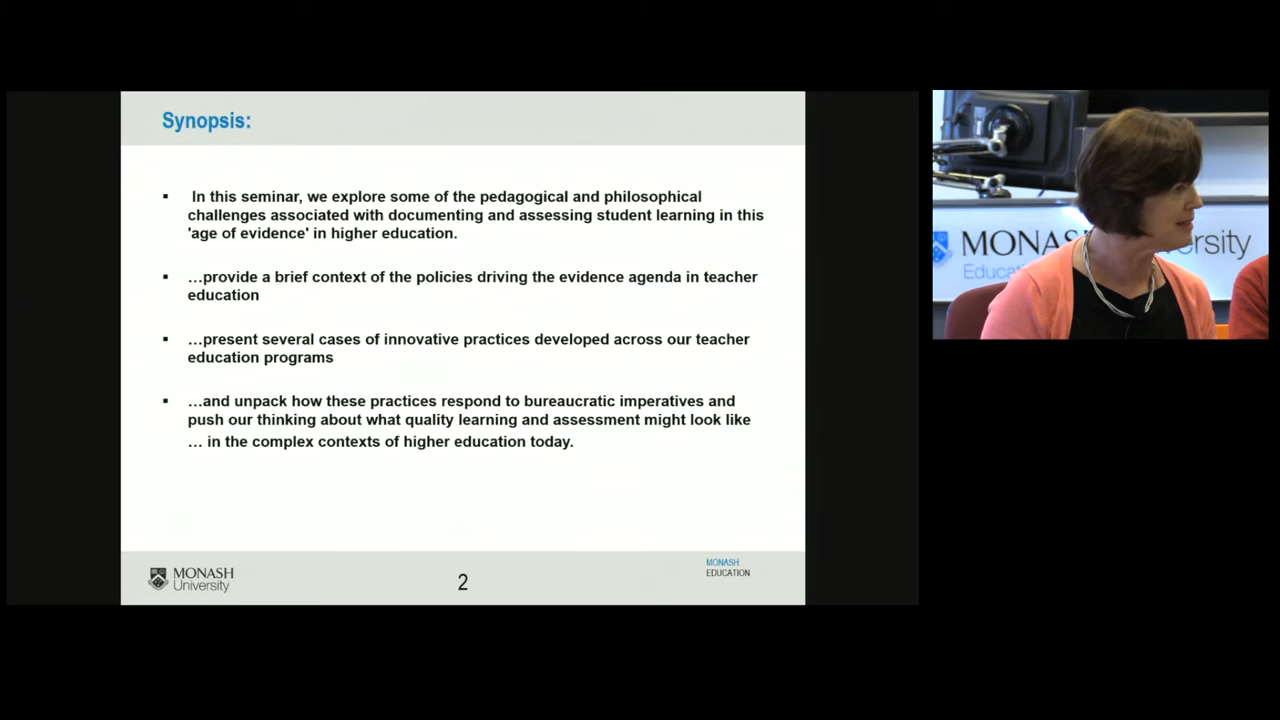 Synopsis:
▪ In this seminar, we explore some of the pedagogical and philosophical
challenges associated with documenting and assessing student learning in this
'age of evidence' in higher education.
▪ …provide a brief context of the policies driving the evidence agenda in teacher
education
▪ …present several cases of innovative practices developed across our teacher
education programs
▪ …and unpack how these practices respond to bureaucratic imperatives and
push our thinking about what quality learning and assessment might look like
… in the complex contexts of higher education today.
MONASH
University
2
MONASH
EDUCATION